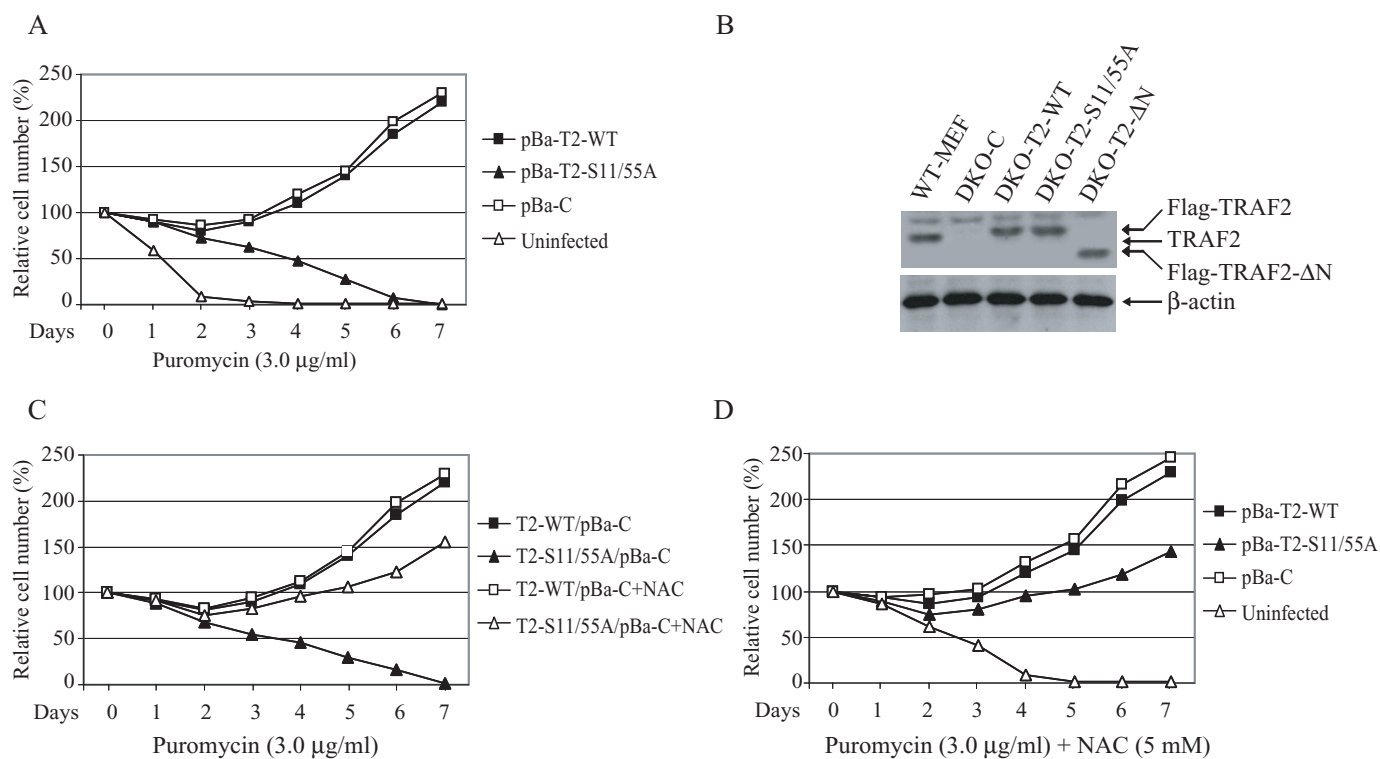 A
Relative cell number (%)
250
200
150
100
50
0
Days 0 1 2 3 4 5 6 7
Puromycin (3.0 μg/ml)
pBa-T2-WT
pBa-T2-S11/55A
pBa-C
Uninfected
B
WT-MEF
DKO-C
DKO-T2-WT
DKO-T2-S11/55A
DKO-T2-ΔN
Flag-TRAF2
TRAF2
Flag-TRAF2-ΔN
β-actin
C
Relative cell number (%)
250
200
150
100
50
0
Days 0 1 2 3 4 5 6 7
Puromycin (3.0 μg/ml)
T2-WT/pBa-C
T2-S11/55A/pBa-C
T2-WT/pBa-C+NAC
T2-S11/55A/pBa-C+NAC
D
Relative cell number (%)
250
200
150
100
50
0
Days 0 1 2 3 4 5 6 7
Puromycin (3.0 μg/ml) + NAC (5 mM)
pBa-T2-WT
pBa-T2-S11/55A
pBa-C
Uninfected